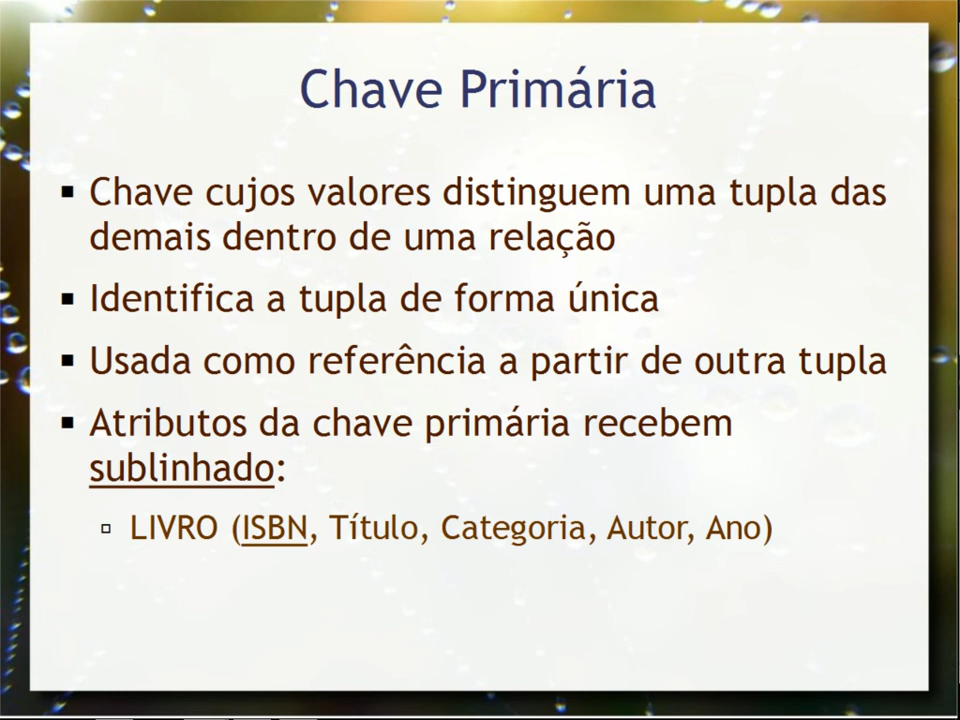 Chave Primária
▪ Chave cujos valores distinguem uma tupla das
demais dentro de uma relação
▪ Identifica a tupla de forma única
▪ Usada como referência a partir de outra tupla
▪ Atributos da chave primária recebem
sublinhado:
▫ LIVRO (ISBN, Título, Categoria, Autor, Ano)